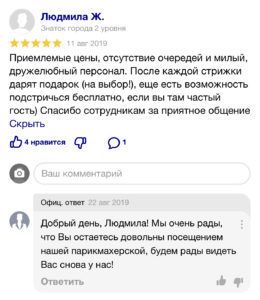 Людмила Ж.
Знаток города 2 уровня
11 авг 2019
Приемлемые цены, отсутствие очередей и милый,
дружелюбный персонал. После каждой стрижки
дарят подарок (на выбор!), еще есть возможность
подстричься бесплатно, если вы там частый
гость) Спасибо сотрудникам за приятное общение
Скрыть
4 нравится 1
Ваш комментарий
Офиц. ответ 22 авг 2019
Добрый день, Людмила! Мы очень рады,
что Вы остаетесь довольны посещением
нашей парикмахерской, будем рады видеть
Вас снова у нас!
Ответить